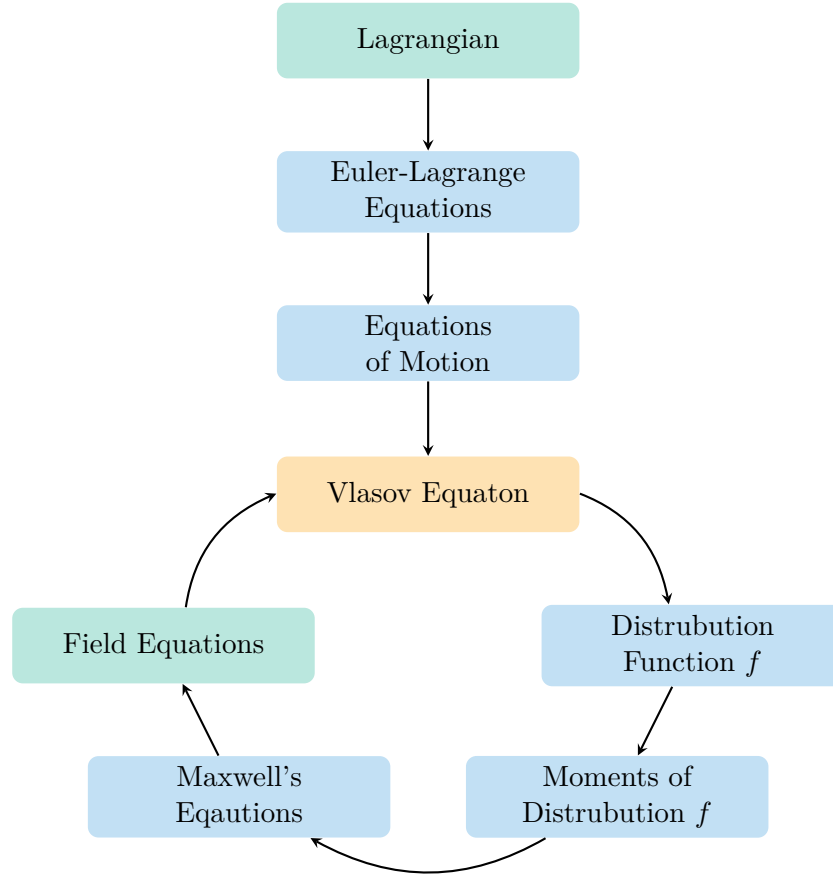 Lagrangian
Euler-Lagrange
Equations
Equations
of Motion
Vlasov Equaton
Field Equations
Distrubution
Function f
Maxwell's
Eqautions
Moments of
Distrubution f